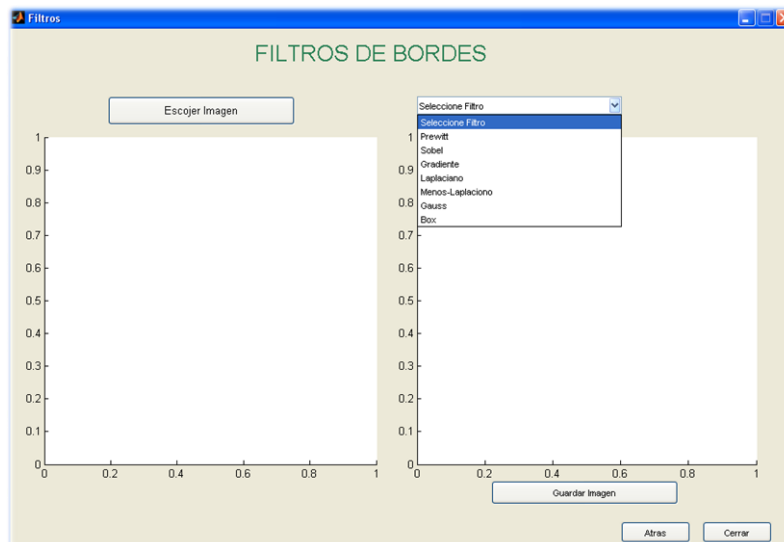 Filtros
FILTROS DE BORDES
Escojer Imagen
Seleccione Filtro
Seleccione Filtro
Prewitt
Sobel
Gradiente
Laplaciano
Menos-Laplaciono
Gauss
Box
1
0.9
0.8
0.7
0.6
0.5
0.4
0.3
0.2
0.1
0
0 0.2 0.4 0.6 0.8 1
1
0.9
0.8
0.7
0.6
0.5
0.4
0.3
0.2
0.1
0
0 0.2 0.4 0.6 0.8 1
Guardar Imagen
Atras
Cerrar